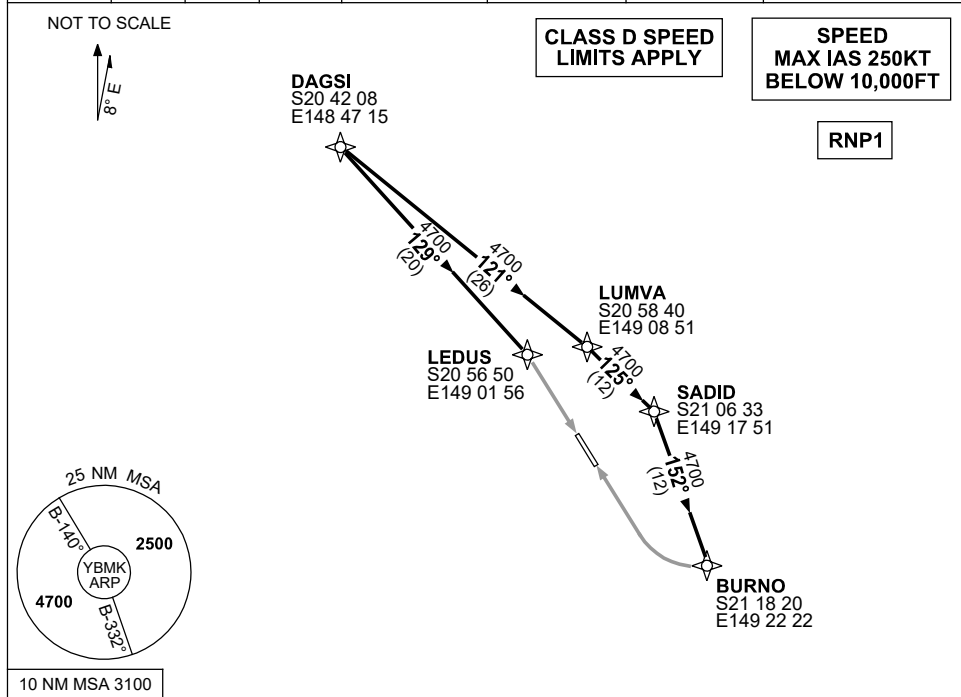 NOT TO SCALE
8° E
CLASS D SPEED
LIMITS APPLY
SPEED
MAX IAS 250KT
BELOW 10,000FT
RNP1
DAGSI
S20 42 08
E148 47 15
4700
129°
(20)
4700
121°
(26)
LUMVA
S20 58 40
E149 08 51
LEDUS
S20 56 50
E149 01 56
4700
125°
(12)
SADID
S21 06 33
E149 17 51
4700
152°
(12)
BURNO
S21 18 20
E149 22 22
25 NM MSA
B-140°
2500
YBMK
ARP
4700
B-332°
10 NM MSA 3100